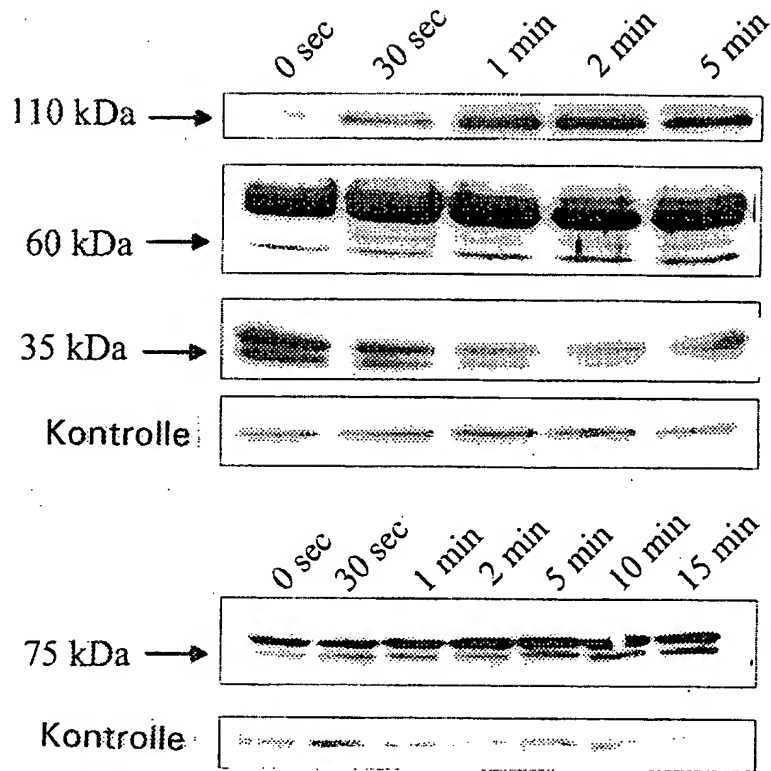 0 sec 30 sec 1 min 2 min 5 min
110 kDa
60 kDa
35 kDa
Kontrolle
0 sec 30 sec 1 min 2 min 5 min 10 min 15 min
75 kDa
Kontrolle